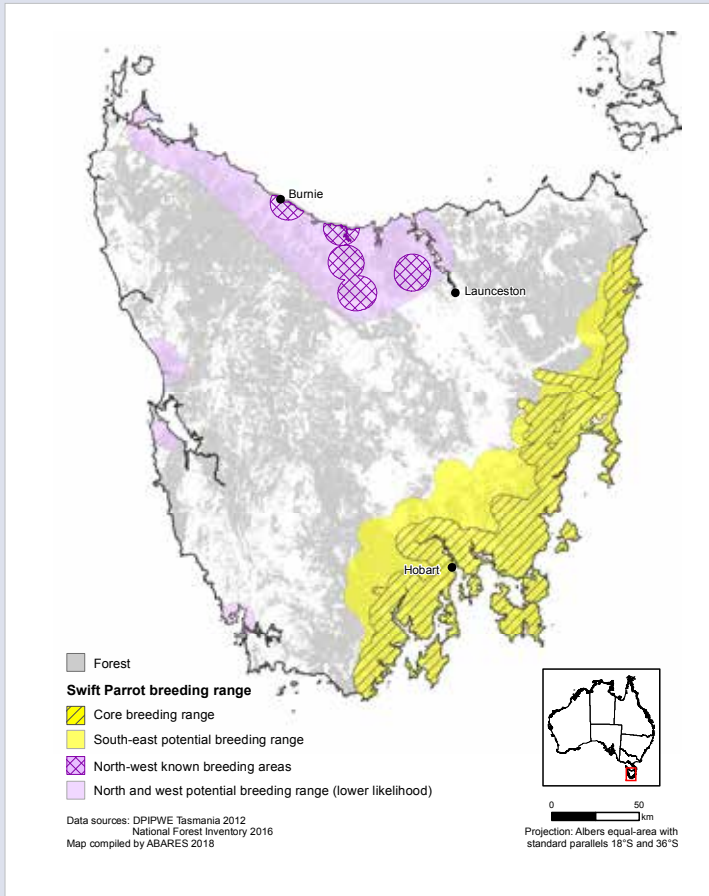 Burnie
Launceston
Hobart
Forest
Swift Parrot breeding range
Core breeding range
South-east potential breeding range
North-west known breeding areas
North and west potential breeding range (lower likelihood)
Data sources: DPIPWE Tasmania 2012
National Forest Inventory 2016
Map compiled by ABARES 2018
0 50
km
Projection: Albers equal-area with
standard parallels 18°S and 36°S